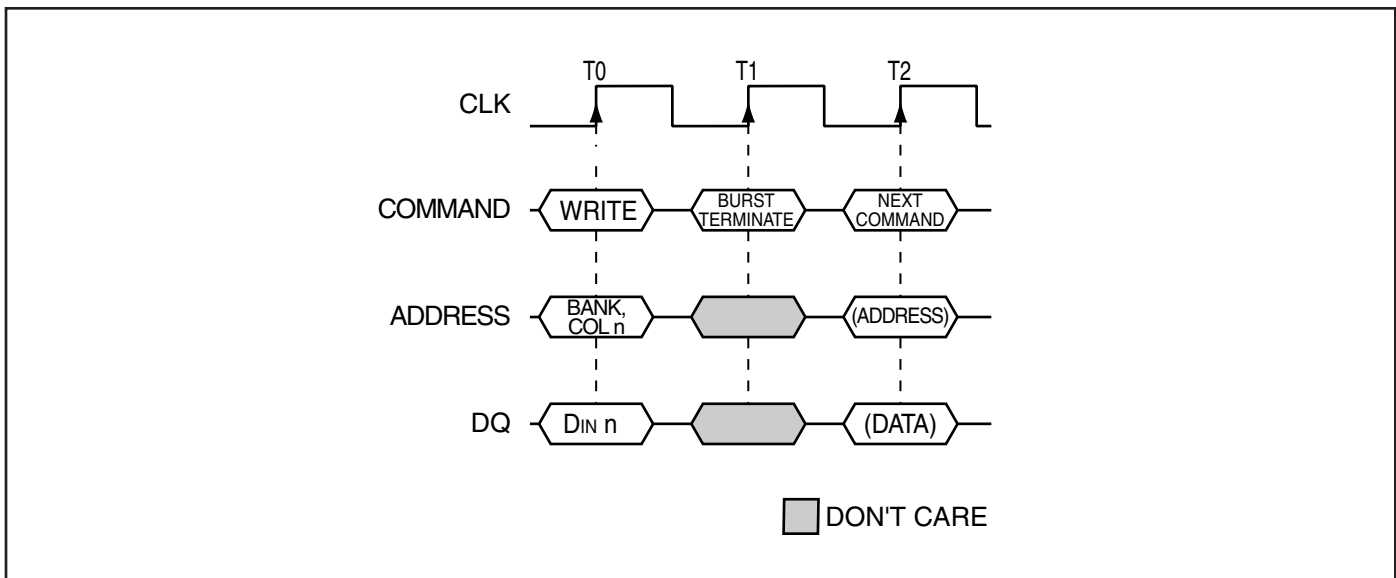 T0 T1 T2
CLK
COMMAND WRITE BURST TERMINATE NEXT COMMAND
ADDRESS BANK, COL n (ADDRESS)
DQ DIN n (DATA)
DON'T CARE